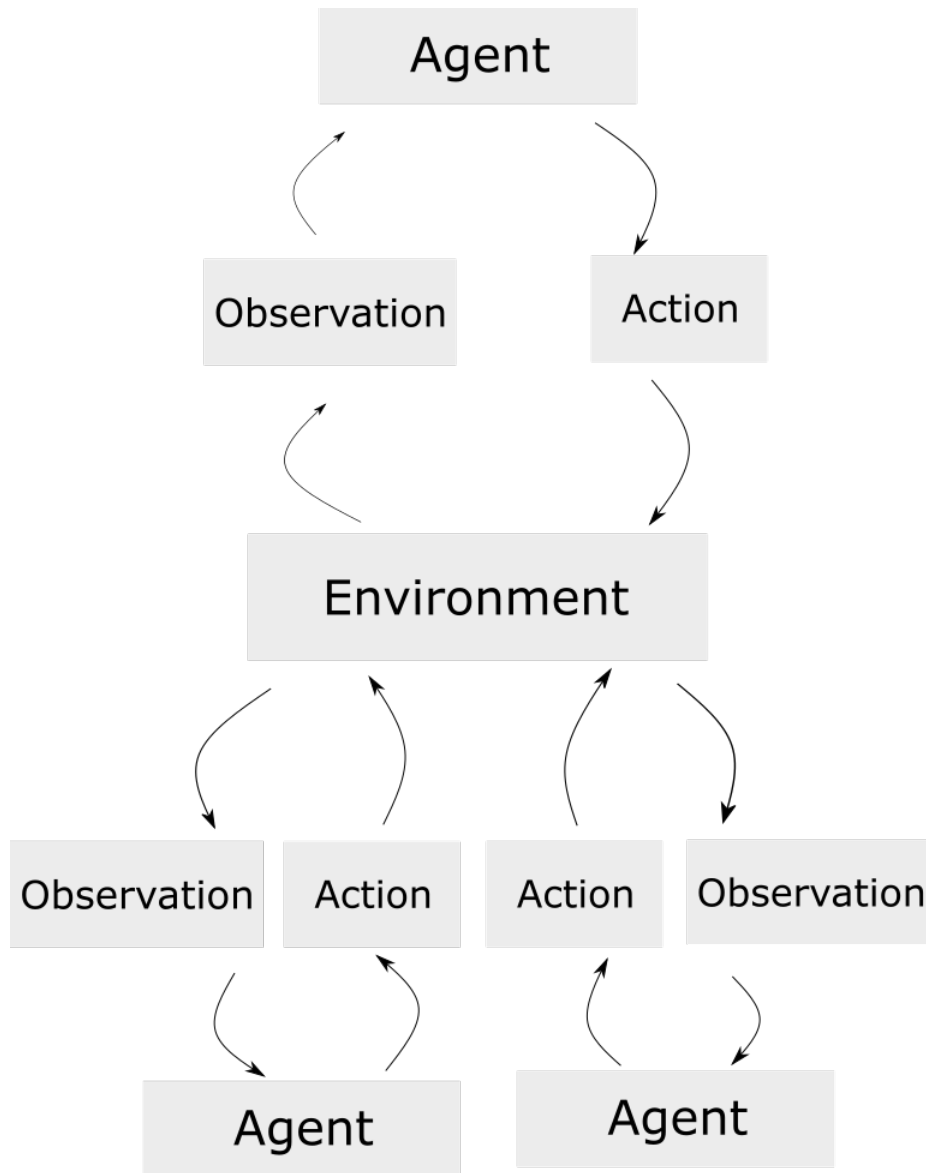 Agent
Observation
Action
Environment
Observation
Action
Action
Observation
Agent
Agent